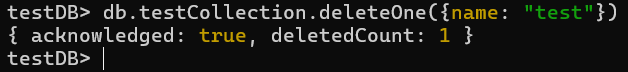 testDB> db.testCollection.deleteOne({name: "test"})
{ acknowledged: true, deletedCount: 1 }
testDB>